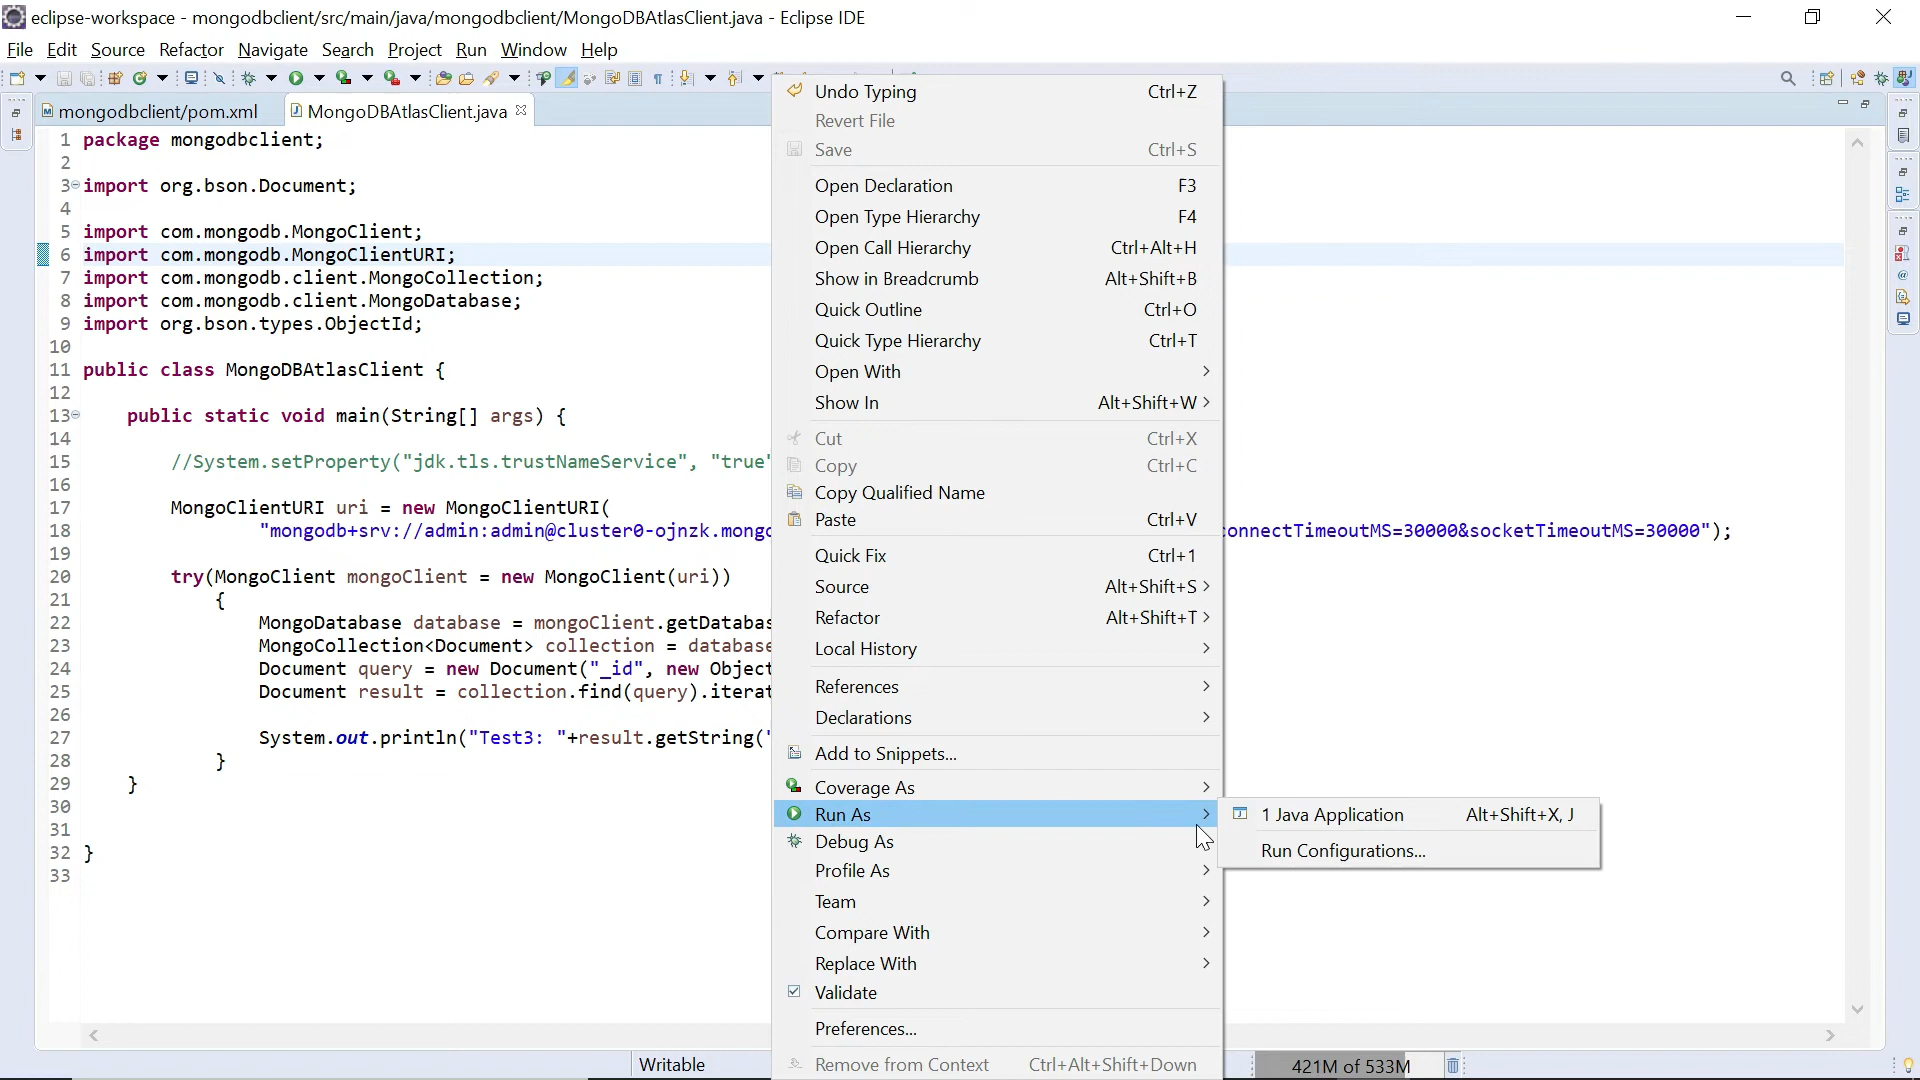 eclipse-workspace - mongodbclient/src/main/java/mongodbclient/MongoDBAtlasClient.java - Eclipse IDE
File Edit Source Refactor Navigate Search Project Run Window Help
mongodbclient/pom.xml MongoDBAtlasClient.java
1 package mongodbclient;
2
3 import org.bson.Document;
4
5 import com.mongodb.MongoClient;
6 import com.mongodb.MongoClientURI;
7 import com.mongodb.client.MongoCollection;
8 import com.mongodb.client.MongoDatabase;
9 import org.bson.types.ObjectId;
10
11 public class MongoDBAtlasClient {
12
13 public static void main(String[] args) {
14
15 //System.setProperty("jdk.tls.trustNameService", "true"
16
17 MongoClientURI uri = new MongoClientURI(
18 "mongodb+srv://admin:admin@cluster0-ojnzk.mongo onnectTimeoutMS=30000&socketTimeoutMS=30000");
19
20 try(MongoClient mongoClient = new MongoClient(uri))
21 {
22 MongoDatabase database = mongoClient.getDatabas
23 MongoCollection<Document> collection = database
24 Document query = new Document("_id", new Object
25 Document result = collection.find(query).iterat
26
27 System.out.println("Test3: "+result.getString("
28 }
29 }
30
31
32 }
33
Undo Typing Ctrl+Z
Revert File
Save Ctrl+S
Open Declaration F3
Open Type Hierarchy F4
Open Call Hierarchy Ctrl+Alt+H
Show in Breadcrumb Alt+Shift+B
Quick Outline Ctrl+O
Quick Type Hierarchy Ctrl+T
Open With
Show In Alt+Shift+W
Cut Ctrl+X
Copy Ctrl+C
Copy Qualified Name
Paste Ctrl+V
Quick Fix Ctrl+1
Source Alt+Shift+S
Refactor Alt+Shift+T
Local History
References
Declarations
Add to Snippets...
Coverage As
Run As
Debug As
Profile As
Team
Compare With
Replace With
Validate
Preferences...
Remove from Context Ctrl+Alt+Shift+Down
1 Java Application Alt+Shift+X, J
Run Configurations...
Writable
421M of 533M